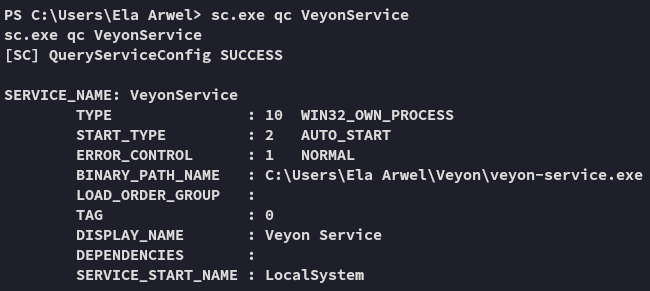 PS C:\Users\Ela Arwel> sc.exe qc VeyonService
sc.exe qc VeyonService
[SC] QueryServiceConfig SUCCESS

SERVICE_NAME: VeyonService
        TYPE               : 10  WIN32_OWN_PROCESS
        START_TYPE         : 2   AUTO_START
        ERROR_CONTROL      : 1   NORMAL
        BINARY_PATH_NAME   : C:\Users\Ela Arwel\Veyon\veyon-service.exe
        LOAD_ORDER_GROUP   :
        TAG                : 0
        DISPLAY_NAME       : Veyon Service
        DEPENDENCIES       :
        SERVICE_START_NAME : LocalSystem